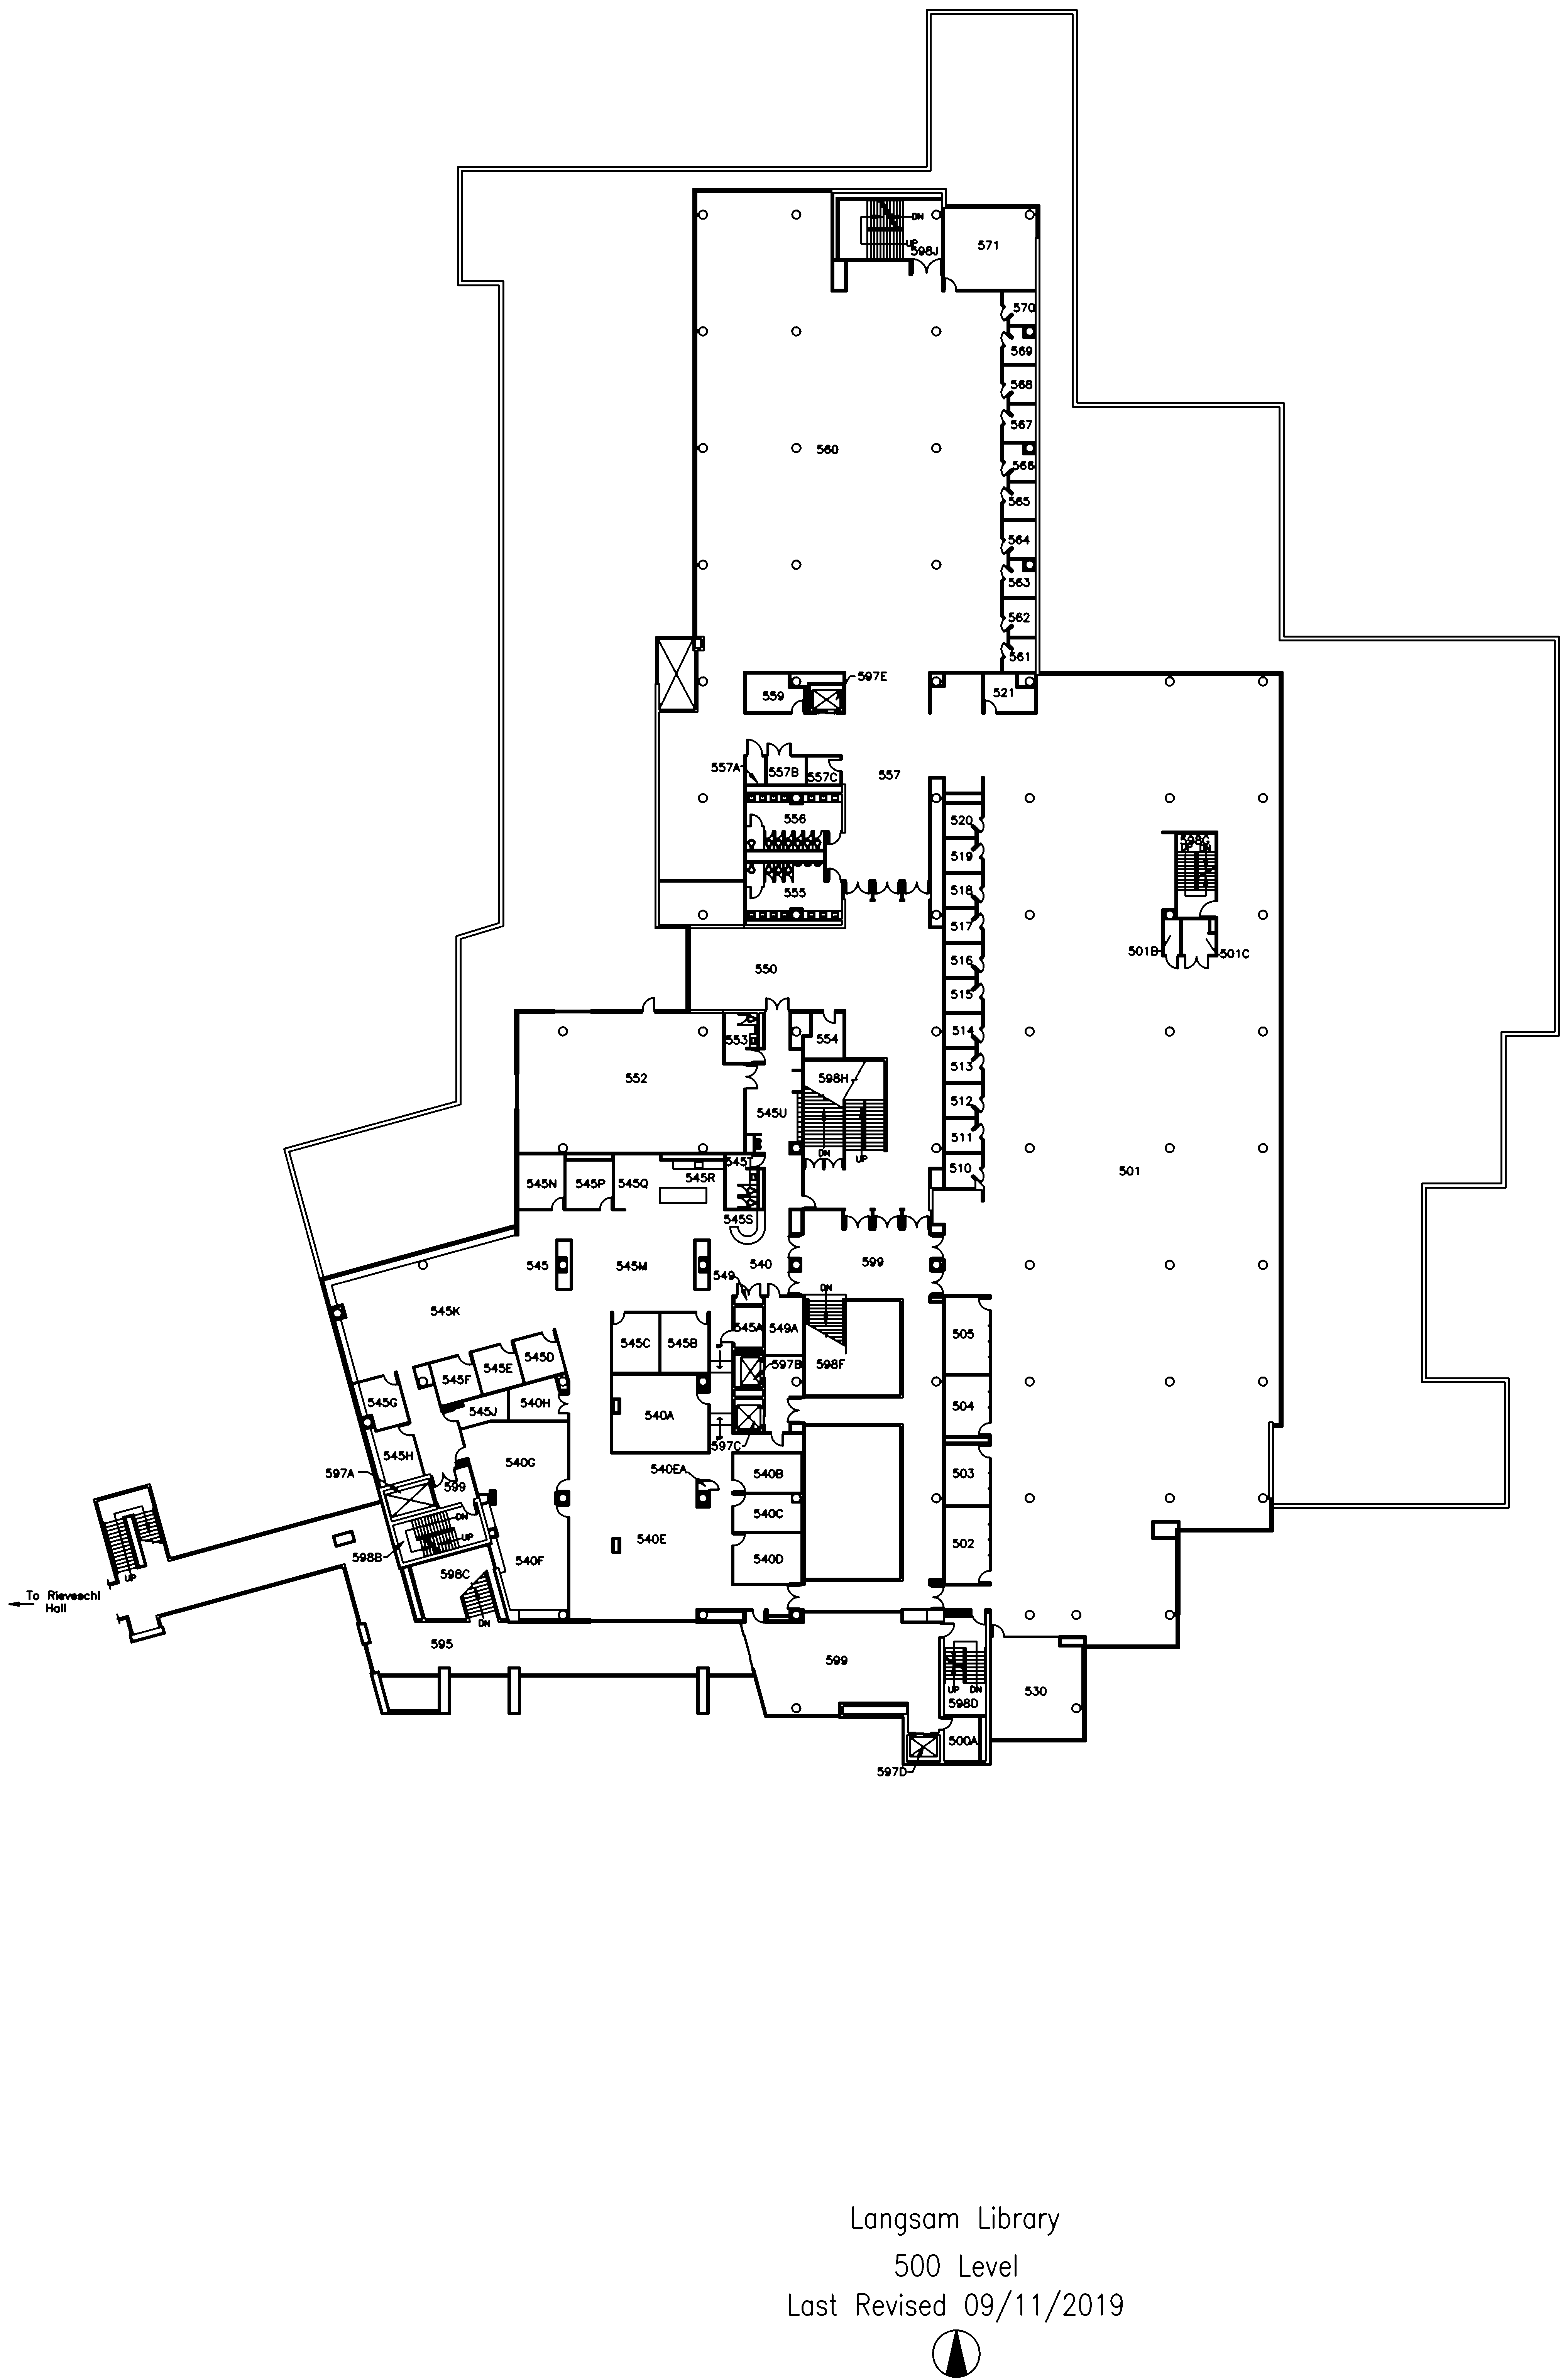 DN
UP
598J
571
570
569
568
567
560
566
565
564
563
562
561
597E
559
521
557A
557B
557C
557
556
520
598G
UP DN
519
518
555
517
501B
501C
516
550
515
553
554
514
513
552
598H
512
545U
511
DN
UP
545T
510
501
545N
545P
545Q
545R
545S
545
545M
540
599
549
DN
545K
545A
549A
505
545C
545B
545D
545E
597B
598F
545F
545G
545J
540H
504
540A
545H
597C
540G
540EA
540B
503
597A
599
540C
DN
UP
540E
502
598B
540D
540F
598C
UP
To Rieveschl
Hall
DN
595
599
UP DN
530
598D
500A
597D
Langsam Library
500 Level
Last Revised 09/11/2019